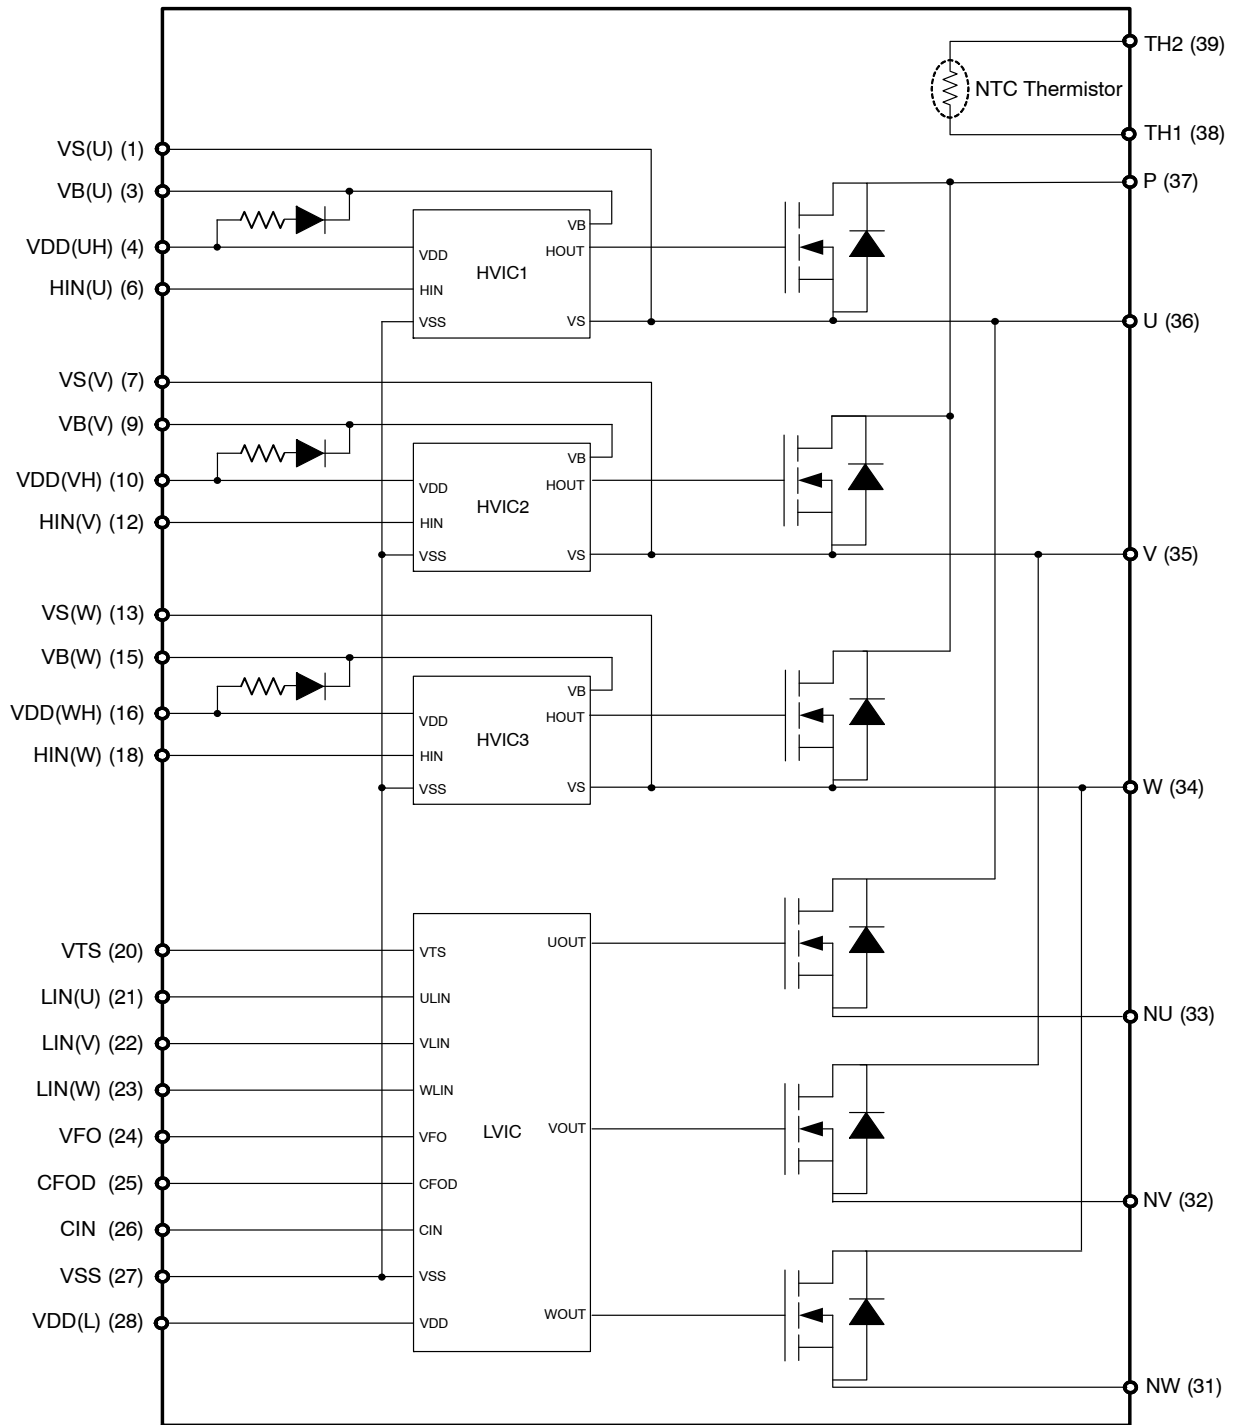 TH2 (39)
NTC Thermistor
TH1 (38)
VS(U) (1)
P (37)
VB(U) (3)
VB
VDD(UH) (4)
VDD
HOUT
HVIC1
HIN(U) (6)
HIN
VSS
VS
U (36)
VS(V) (7)
VB(V) (9)
VB
VDD(VH) (10)
VDD
HOUT
HVIC2
HIN(V) (12)
HIN
VSS
VS
V (35)
VS(W) (13)
VB(W) (15)
VB
VDD(WH) (16)
VDD
HOUT
HVIC3
HIN(W) (18)
HIN
VSS
VS
W (34)
VTS (20)
VTS
UOUT
LIN(U) (21)
ULIN
NU (33)
LIN(V) (22)
VLIN
LIN(W) (23)
WLIN
VFO (24)
VFO
LVIC
VOUT
CFOD (25)
CFOD
NV (32)
CIN (26)
CIN
VSS (27)
VSS
VDD(L) (28)
VDD
WOUT
NW (31)